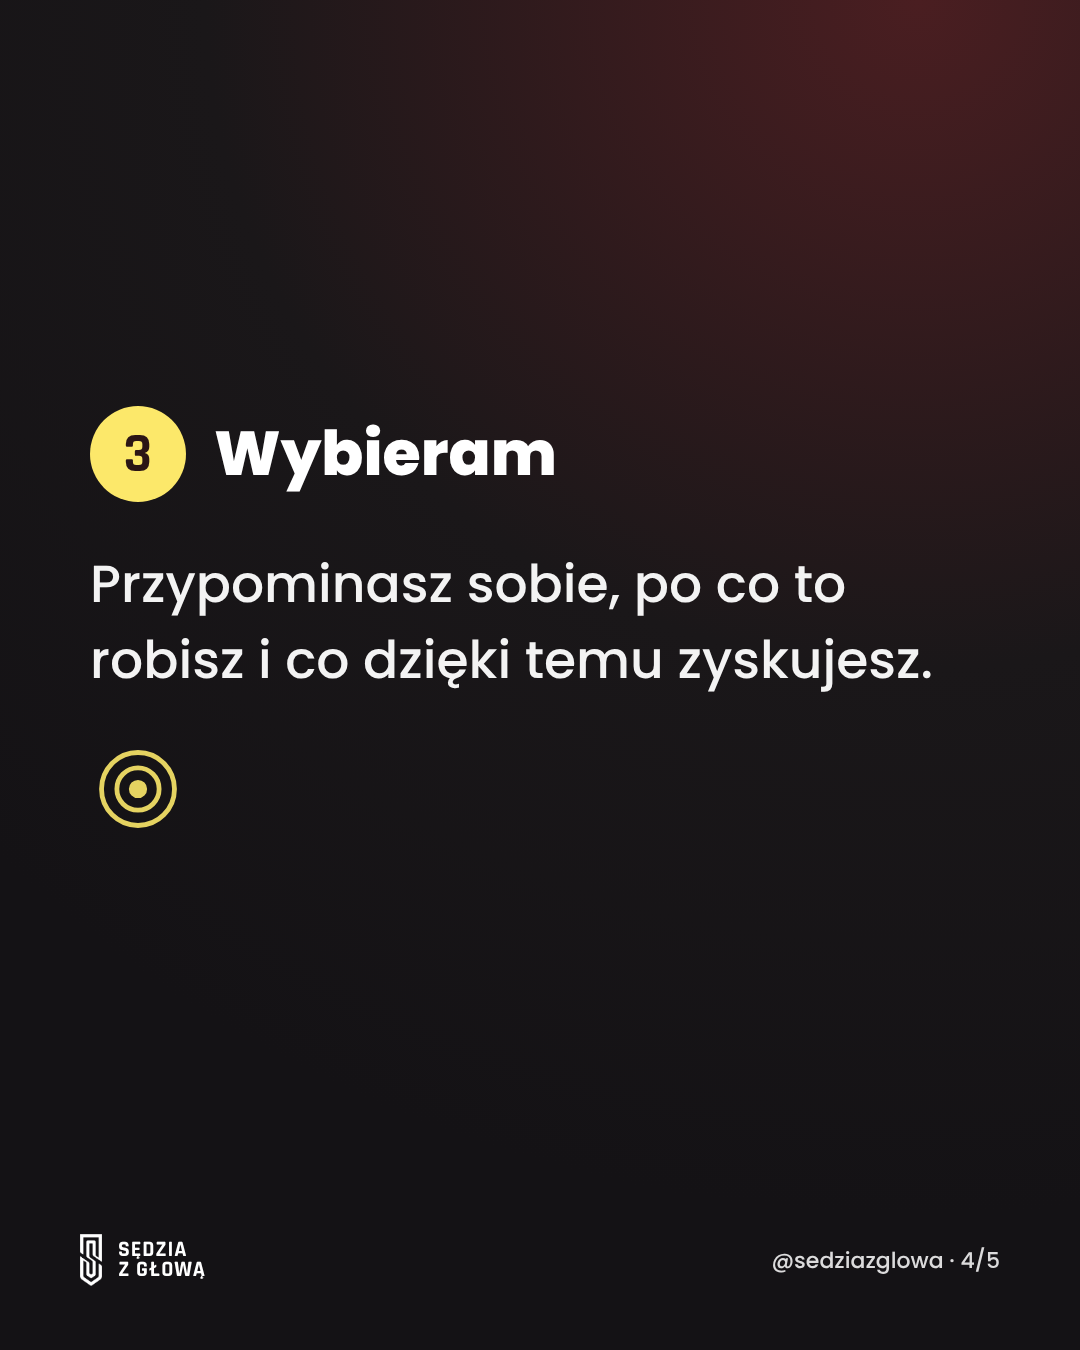 3 Wybieram
Przypominasz sobie, po co to
robisz i co dzięki temu zyskujesz.
SĘDZIA
Z GŁOWĄ
@sedziazglowa · 4/5